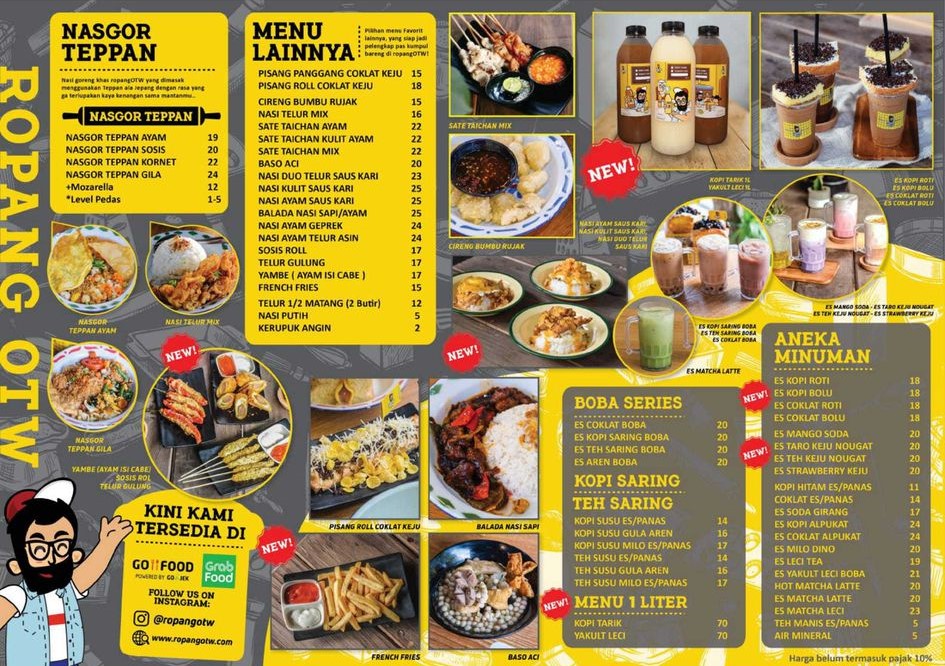 ROPANG OTW
NASGOR
TEPPAN
Nasi goreng khas ropangOTW yang dimasak
menggunakan Teppan ala Jepang dengan rasa yang
ga terlupakan kaya kenangan sama mantanmu..
NASGOR TEPPAN
NASGOR TEPPAN AYAM 19
NASGOR TEPPAN SOSIS 20
NASGOR TEPPAN KORNET 22
NASGOR TEPPAN GILA 24
+Mozarella 12
*Level Pedas 1-5
NASGOR
TEPPAN AYAM
NASI TELUR MIX
NASGOR
TEPPAN GILA
NEW!
YAMBE (AYAM ISI CABE)
SOSIS ROL
TELUR GULUNG
KINI KAMI
TERSEDIA DI
GO FOOD
POWERED BY GO JEK
Grab
Food
FOLLOW US ON
INSTAGRAM:
@ropangotw
www.ropangotw.com
MENU
LAINNYA
Pilihan menu Favorit
lainnya, yang siap jadi
pelengkap pas kumpul
bareng di ropangOTW!
PISANG PANGGANG COKLAT KEJU 15
PISANG ROLL COKLAT KEJU 18
CIRENG BUMBU RUJAK 15
NASI TELUR MIX 16
SATE TAICHAN AYAM 22
SATE TAICHAN KULIT AYAM 22
SATE TAICHAN MIX 22
BASO ACI 20
NASI DUO TELUR SAUS KARI 23
NASI KULIT SAUS KARI 25
NASI AYAM SAUS KARI 25
BALADA NASI SAPI/AYAM 25
NASI AYAM GEPREK 24
NASI AYAM TELUR ASIN 24
SOSIS ROLL 17
TELUR GULUNG 17
YAMBE ( AYAM ISI CABE ) 17
FRENCH FRIES 17
TELUR 1/2 MATANG (2 Butir) 12
NASI PUTIH 5
KERUPUK ANGIN 2
SATE TAICHAN MIX
CIRENG BUMBU RUJAK
NASI AYAM SAUS KARI,
NASI KULIT SAUS KARI,
NASI DUO TELUR
SAUS KARI
NEW!
PISANG ROLL COKLAT KEJU
BALADA NASI SAPI
NEW!
FRENCH FRIES
BASO ACI
NEW!
KOPI TARIK 1L
YAKULT LECI 1L
ES KOPI ROTI
ES KOPI BOLU
ES COKLAT ROTI
ES COKLAT BOLU
ES KOPI SARING BOBA
ES TEH SARING BOBA
ES COKLAT BOBA
ES MANGO SODA - ES TARO KEJU NOUGAT
ES TEH KEJU NOUGAT - ES STRAWBERRY KEJU
ES MATCHA LATTE
BOBA SERIES
ES COKLAT BOBA 20
ES KOPI SARING BOBA 20
ES TEH SARING BOBA 20
ES AREN BOBA 20
KOPI SARING
TEH SARING
KOPI SUSU ES/PANAS 14
KOPI SUSU GULA AREN 16
KOPI SUSU MILO ES/PANAS 17
TEH SUSU ES/PANAS 14
TEH SUSU GULA AREN 16
TEH SUSU MILO ES/PANAS 17
NEW!
MENU 1 LITER
KOPI TARIK 70
YAKULT LECI 70
ANEKA
MINUMAN
NEW!
ES KOPI ROTI 18
ES KOPI BOLU 18
ES COKLAT ROTI 18
ES COKLAT BOLU 18
NEW!
ES MANGO SODA 20
ES TARO KEJU NOUGAT 20
ES TEH KEJU NOUGAT 20
ES STRAWBERRY KEJU 20
KOPI HITAM ES/PANAS 11
COKLAT ES/PANAS 14
ES SODA GIRANG 17
ES KOPI ALPUKAT 24
ES COKLAT ALPUKAT 24
ES MILO DINO 20
ES LECI TEA 19
ES YAKULT LECI BOBA 21
HOT MATCHA LATTE 20
ES MATCHA LATTE 20
ES MATCHA LECI 23
TEH MANIS ES/PANAS 5
AIR MINERAL 5
Harga belum termasuk pajak 10%